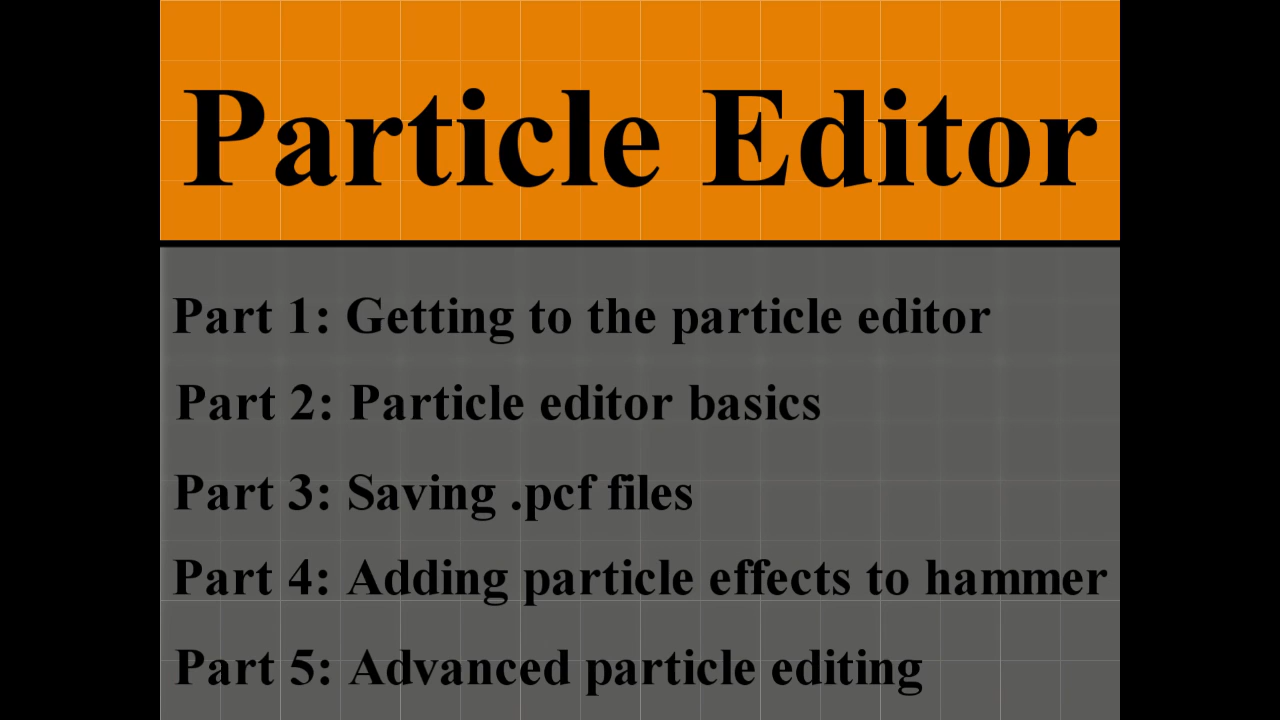 Particle Editor
Part 1: Getting to the particle editor
Part 2: Particle editor basics
Part 3: Saving .pcf files
Part 4: Adding particle effects to hammer
Part 5: Advanced particle editing